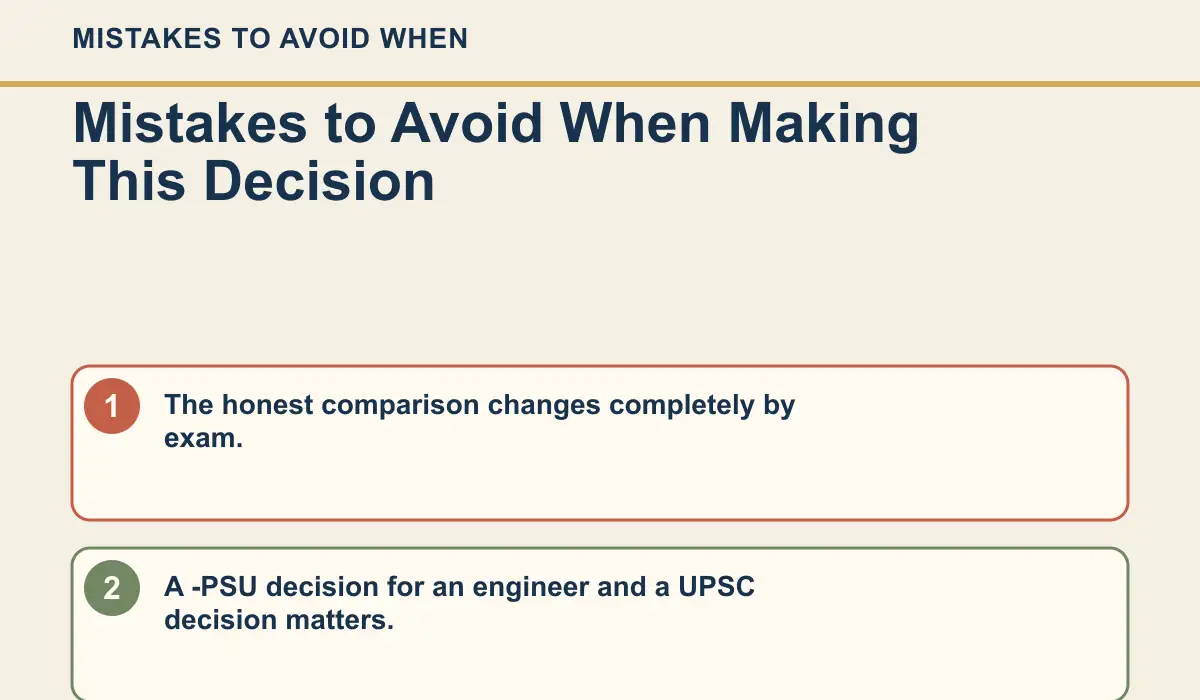 MISTAKES TO AVOID WHEN
Mistakes to Avoid When Making
This Decision
1
The honest comparison changes completely by
exam.
2
A -PSU decision for an engineer and a UPSC
decision matters.